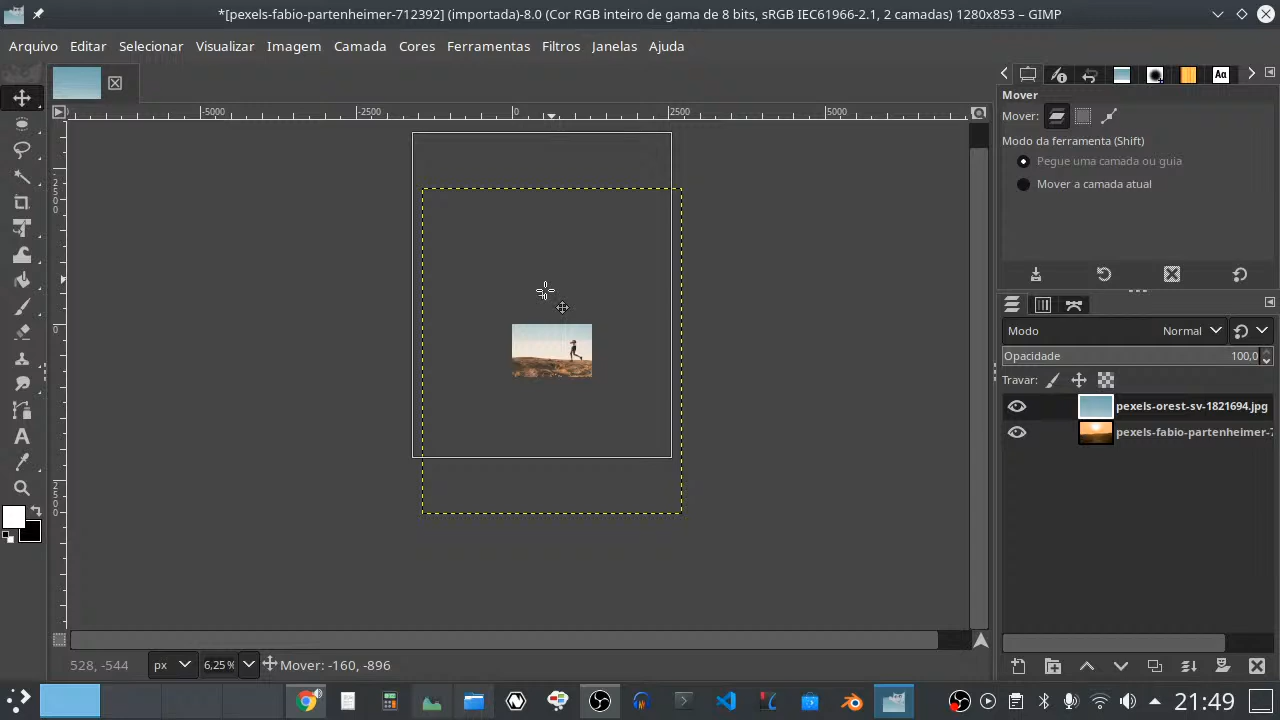 *[pexels-fabio-partenheimer-712392] (importada)-8.0 (Cor RGB inteiro de gama de 8 bits, sRGB IEC61966-2.1, 2 camadas) 1280x853 – GIMP
Arquivo Editar Selecionar Visualizar Imagem Camada Cores Ferramentas Filtros Janelas Ajuda
-5000 -2500 0 2500 5000
Mover
Mover:
Modo da ferramenta (Shift)
Pegue uma camada ou guia
Mover a camada atual
2500
0
2500
Modo Normal
Opacidade 100,0
Travar:
pexels-orest-sv-1821694.jpg
pexels-fabio-partenheimer-7
528, -544 px 6,25% Mover: -160, -896
21:49